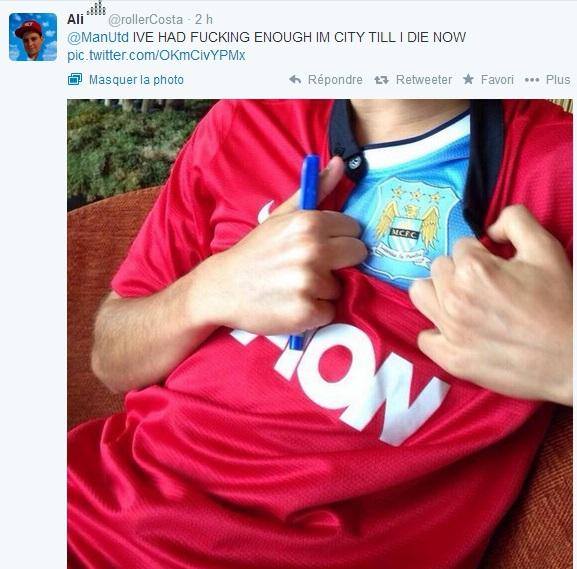 Ali @rollerCosta · 2 h
@ManUtd IVE HAD FUCKING ENOUGH IM CITY TILL I DIE NOW
pic.twitter.com/OKmCivYPMx
Masquer la photo Répondre Retweeter Favori Plus
M.C.F.C.
AON